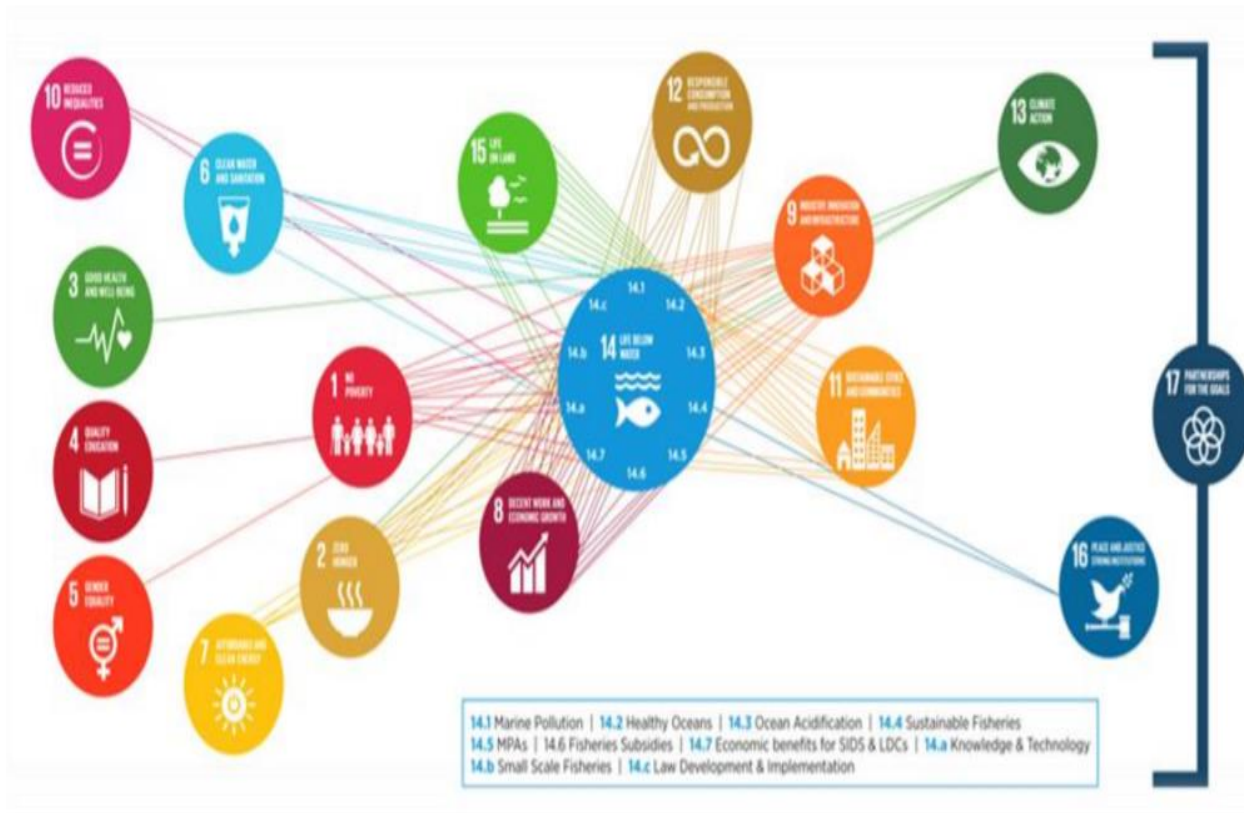 10 REDUCED
INEQUALITIES
6 CLEAN WATER
AND SANITATION
15 LIFE
ON LAND
12 RESPONSIBLE
CONSUMPTION
AND PRODUCTION
13 CLIMATE
ACTION
9 INDUSTRY INNOVATION
AND INFRASTRUCTURE
3 GOOD HEALTH
AND WELL-BEING
14.1
14.c
14.2
14.b
14 LIFE BELOW
WATER
14.3
14.a
14.4
14.7
14.5
14.6
1 NO
POVERTY
11 SUSTAINABLE CITIES
AND COMMUNITIES
17 PARTNERSHIPS
FOR THE GOALS
4 QUALITY
EDUCATION
8 DECENT WORK AND
ECONOMIC GROWTH
2 ZERO
HUNGER
16 PEACE AND JUSTICE
STRONG INSTITUTIONS
5 GENDER
EQUALITY
7 AFFORDABLE AND
CLEAN ENERGY
14.1 Marine Pollution | 14.2 Healthy Oceans | 14.3 Ocean Acidification | 14.4 Sustainable Fisheries
14.5 MPAs | 14.6 Fisheries Subsidies | 14.7 Economic benefits for SIDS & LDCs | 14.a Knowledge & Technology
14.b Small Scale Fisheries | 14.c Law Development & Implementation